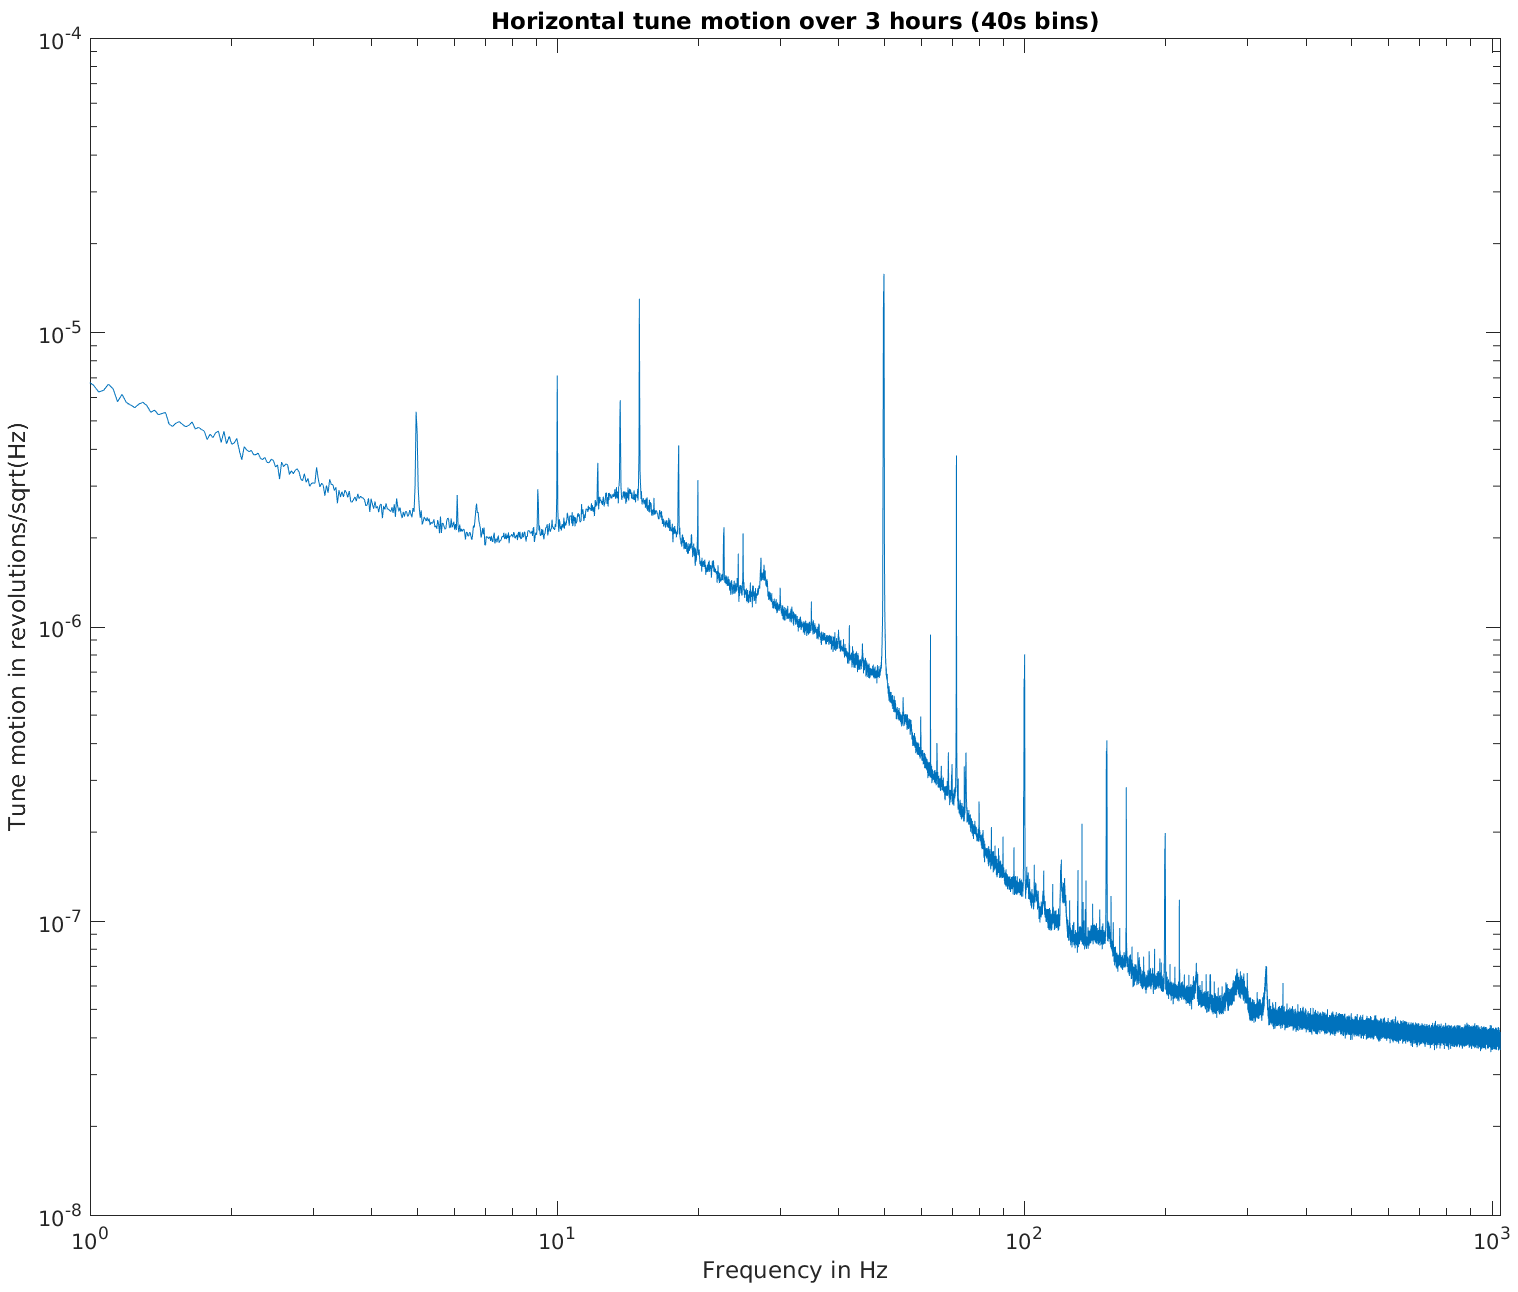 Horizontal tune motion over 3 hours (40s bins)
10^-4
10^-5
10^-6
10^-7
10^-8
Tune motion in revolutions/sqrt(Hz)
10^0 10^1 10^2 10^3
Frequency in Hz